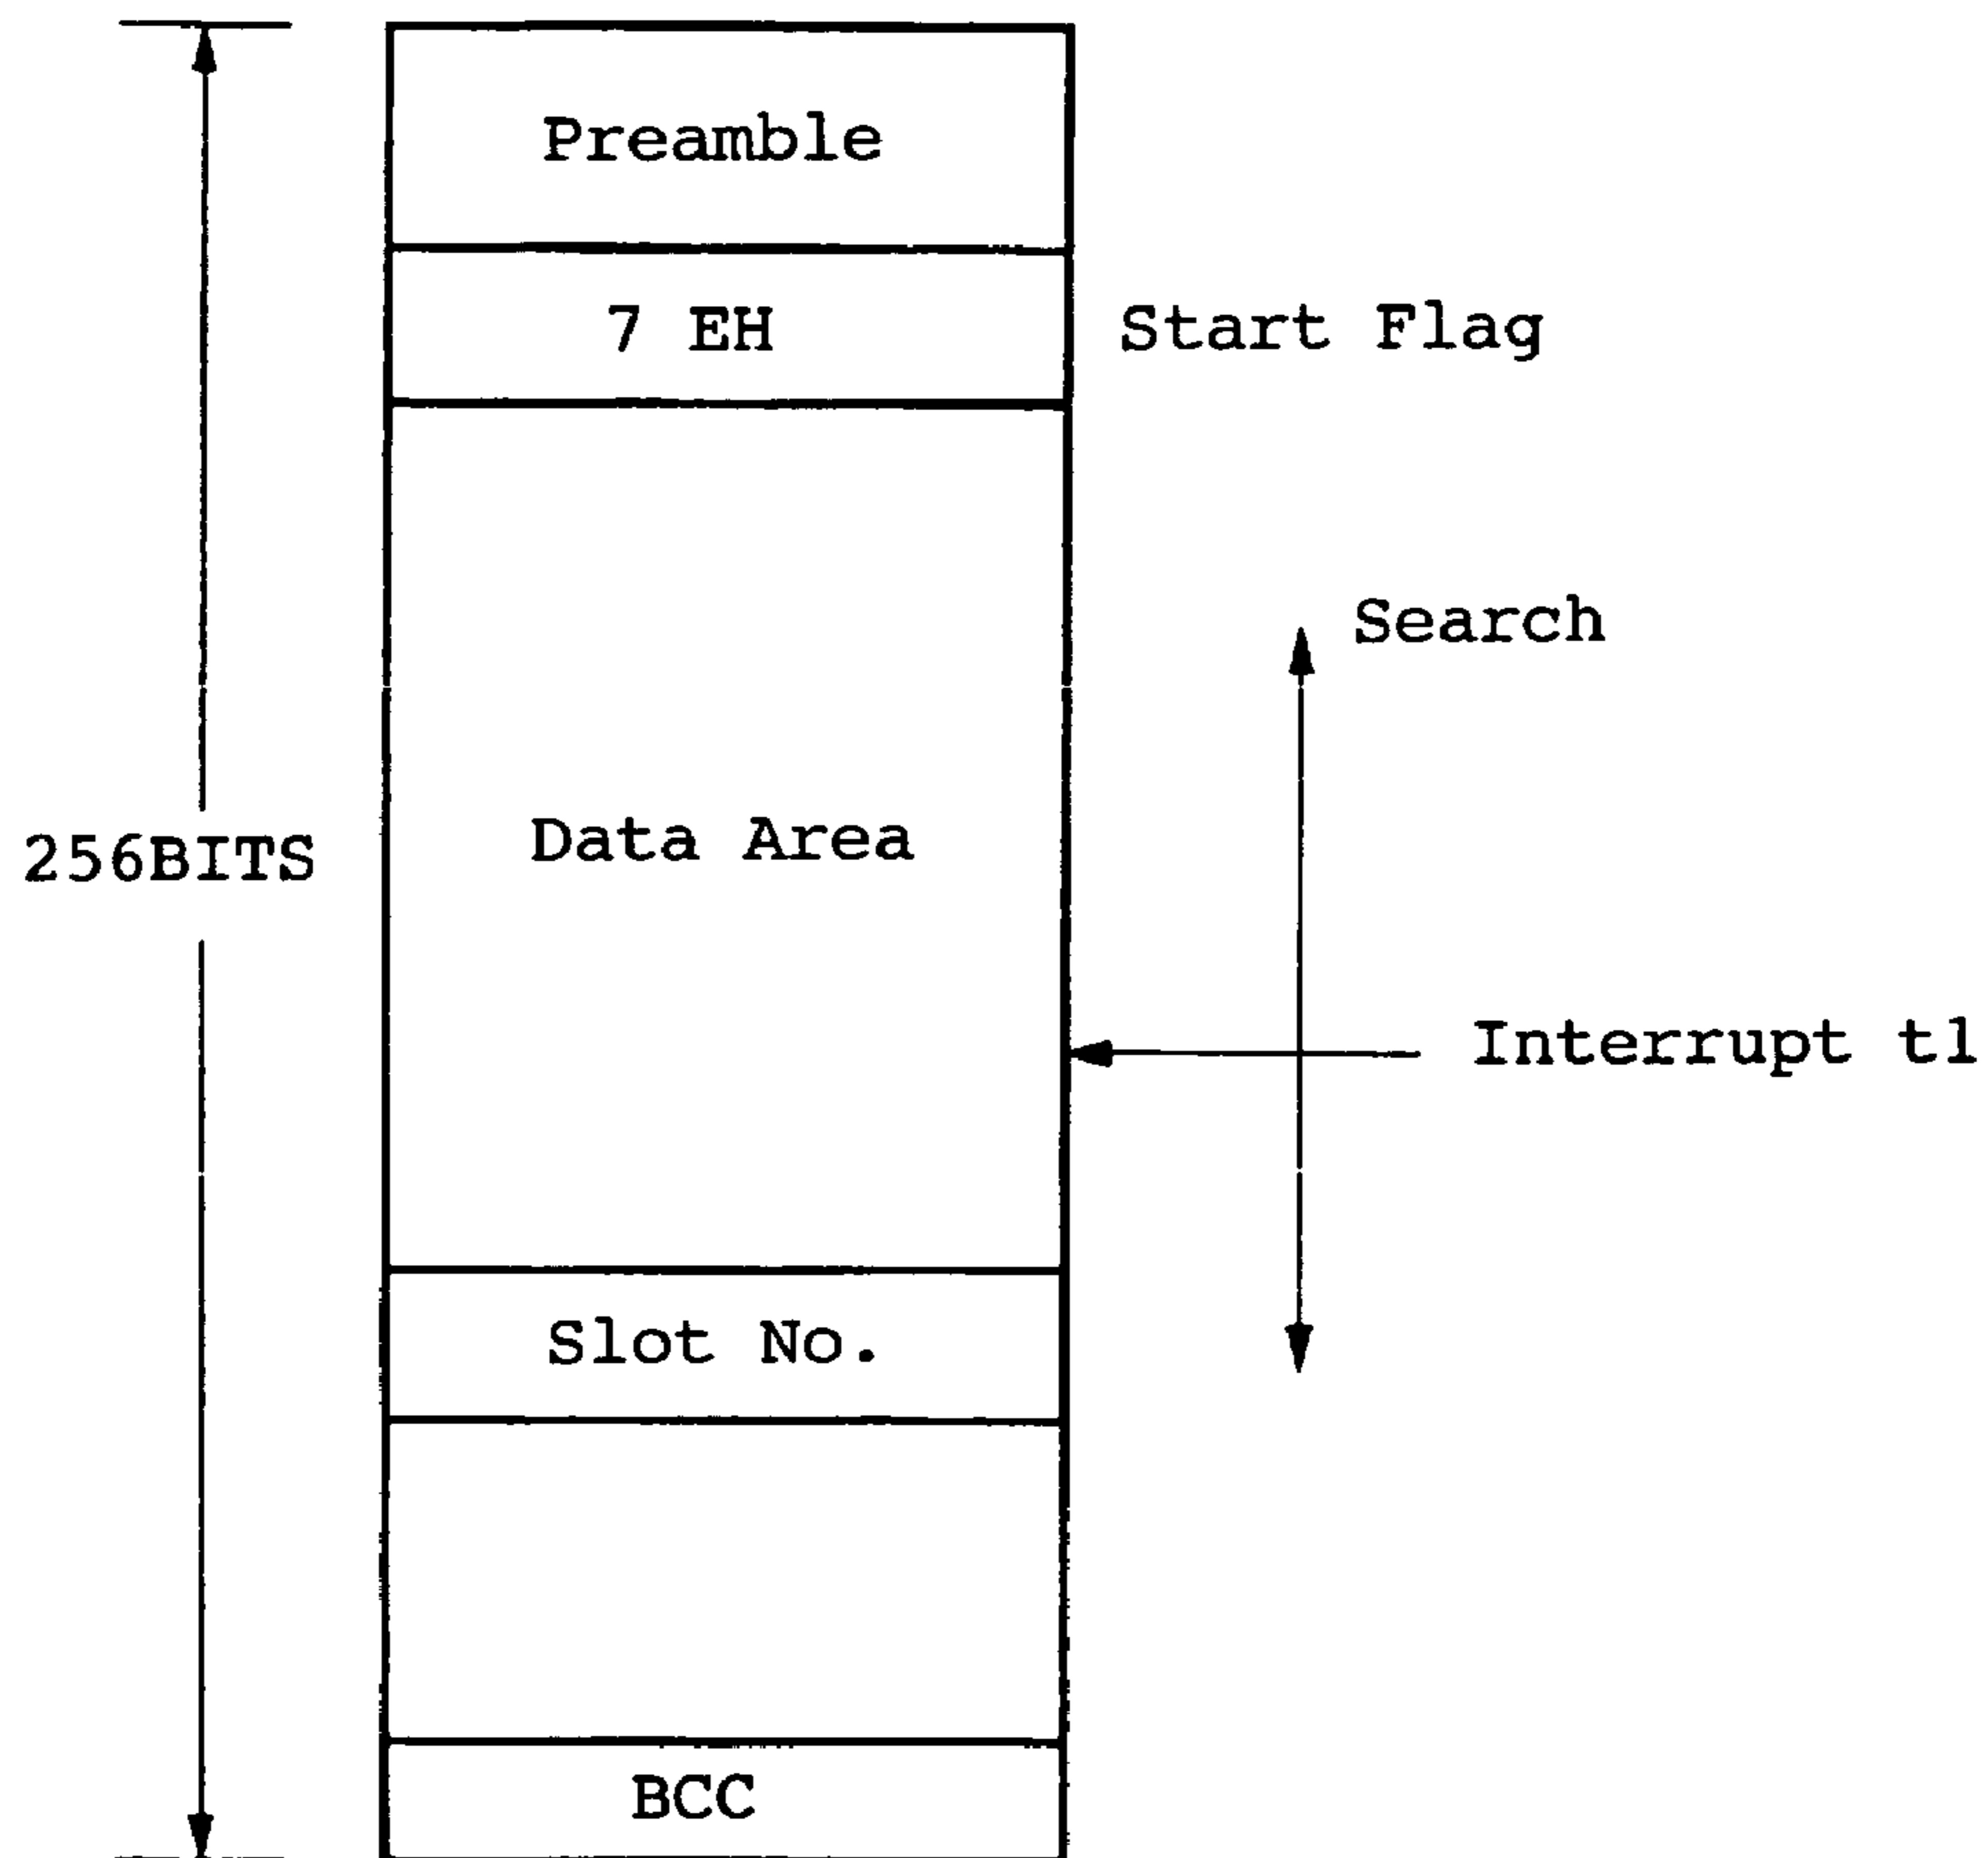 Preamble
7 EH
Start Flag
Search
256BITS
Data Area
Interrupt t1
Slot No.
BCC